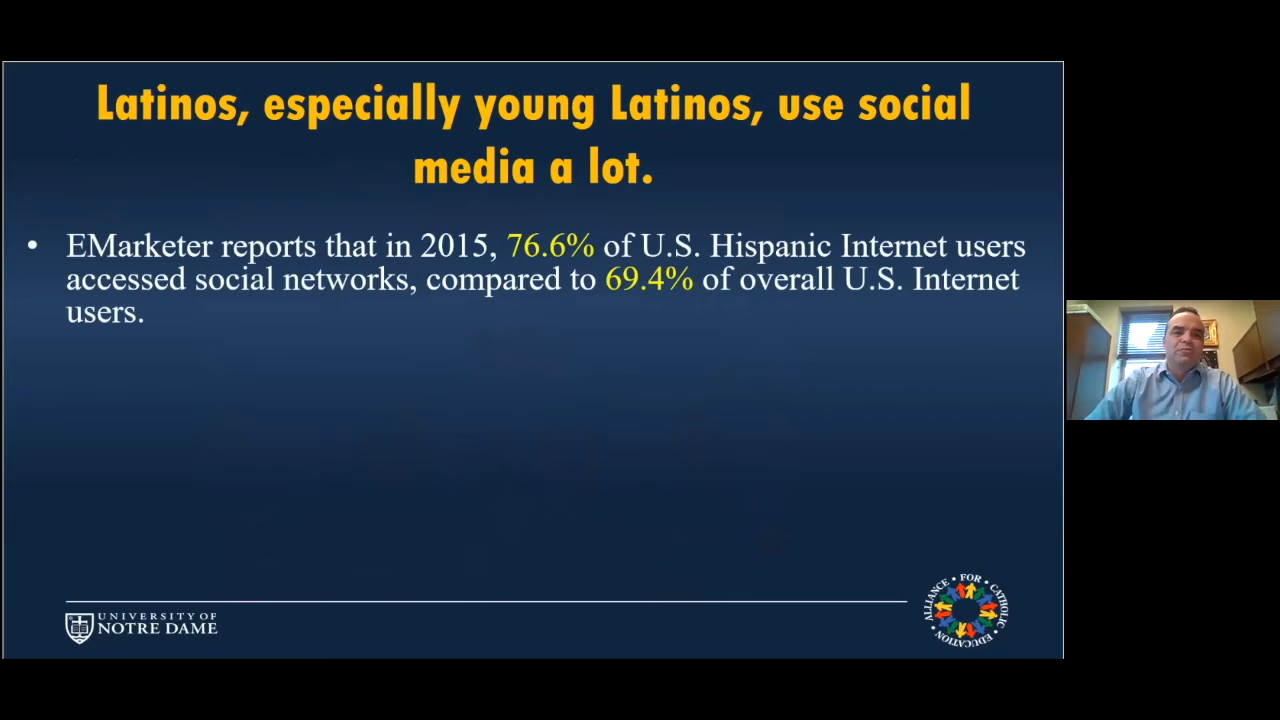 Latinos, especially young Latinos, use social
media a lot.
• EMarketer reports that in 2015, 76.6% of U.S. Hispanic Internet users
accessed social networks, compared to 69.4% of overall U.S. Internet
users.
UNIVERSITY OF
NOTRE DAME
ALLIANCE • FOR • CATHOLIC • EDUCATION •